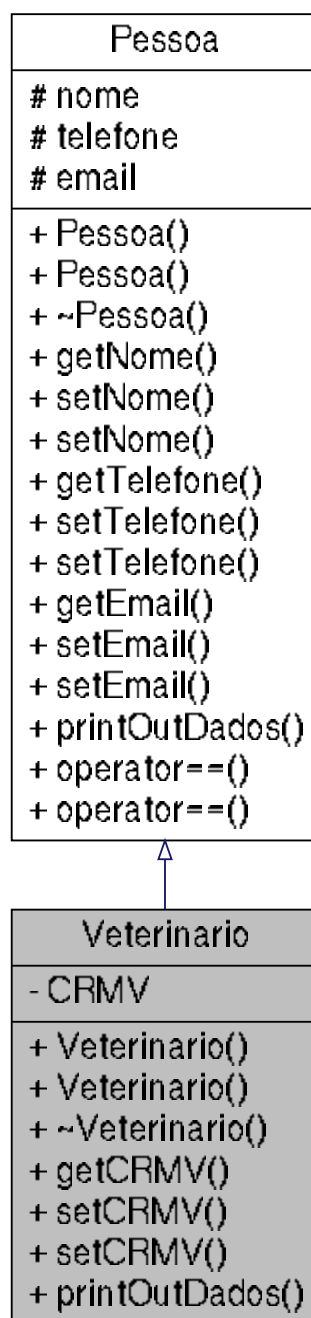 Pessoa
# nome
# telefone
# email
+ Pessoa()
+ Pessoa()
+ ~Pessoa()
+ getNome()
+ setNome()
+ setNome()
+ getTelefone()
+ setTelefone()
+ setTelefone()
+ getEmail()
+ setEmail()
+ setEmail()
+ printOutDados()
+ operator==()
+ operator==()
Veterinario
- CRMV
+ Veterinario()
+ Veterinario()
+ ~Veterinario()
+ getCRMV()
+ setCRMV()
+ setCRMV()
+ printOutDados()